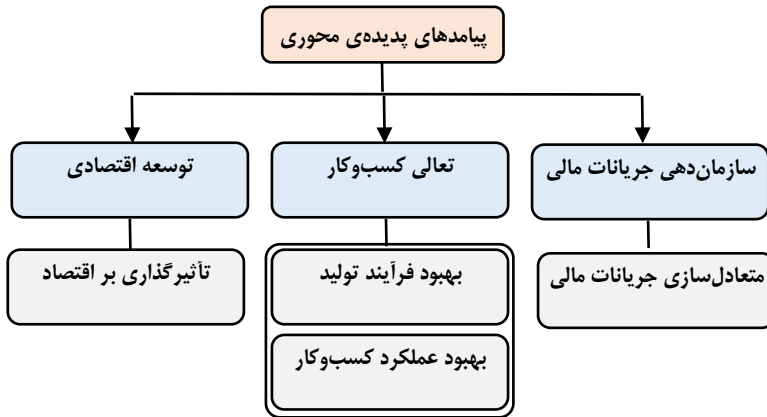 پیامدهای پدیده‌ی محوری
سازمان‌دهی جریانات مالی
تعالی کسب‌وکار
توسعه اقتصادی
متعادل‌سازی جریانات مالی
بهبود فرآیند تولید
تأثیرگذاری بر اقتصاد
بهبود عملکرد کسب‌وکار